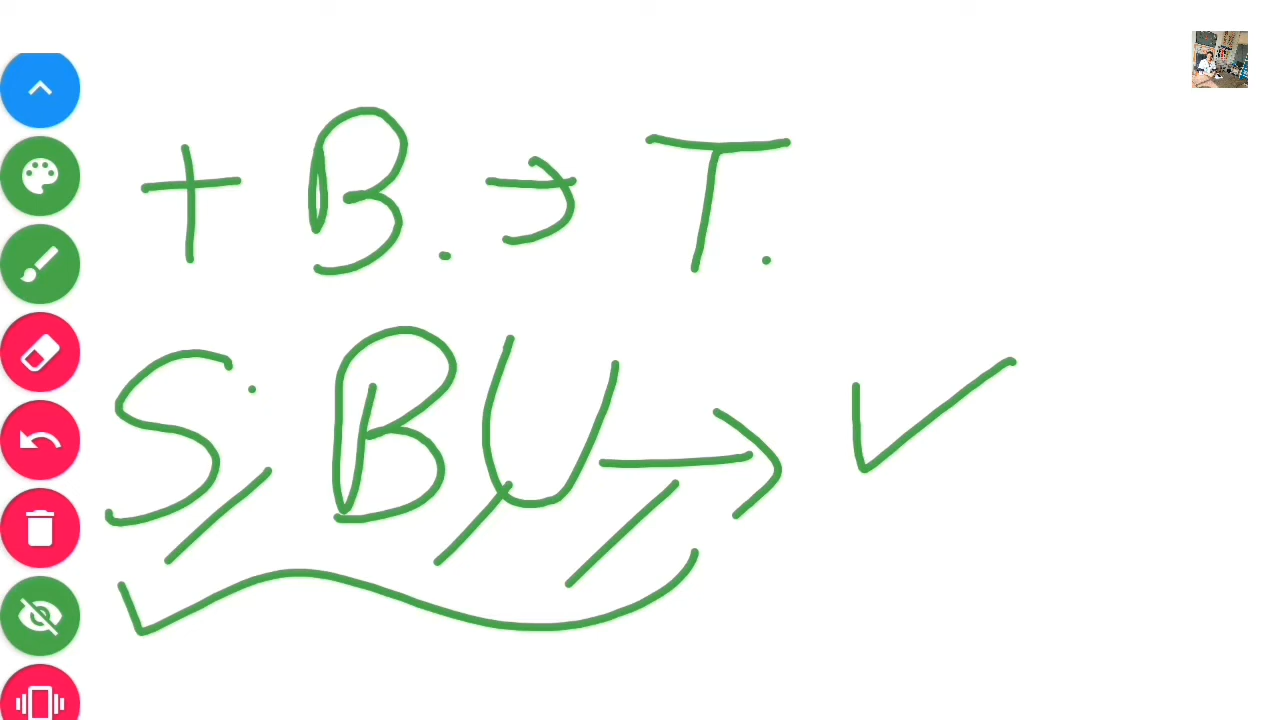 + B. → T.
S. BU → ✓